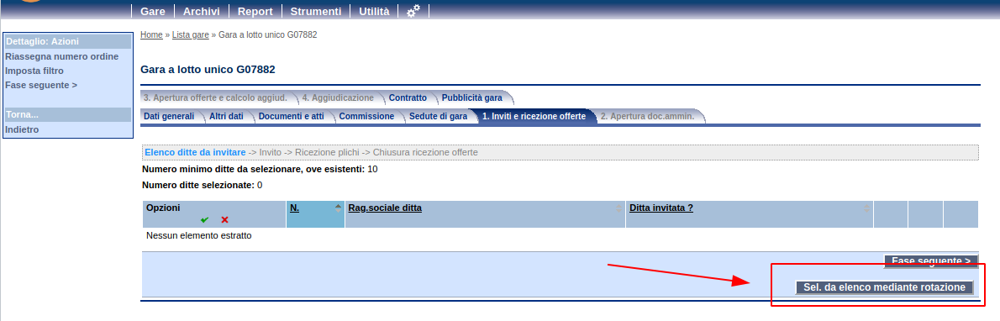 Gare Archivi Report Strumenti Utilità
Dettaglio: Azioni
Riassegna numero ordine
Imposta filtro
Fase seguente >
Torna...
Indietro
Home » Lista gare » Gara a lotto unico G07882
Gara a lotto unico G07882
3. Apertura offerte e calcolo aggiud. 4. Aggiudicazione Contratto Pubblicità gara
Dati generali Altri dati Documenti e atti Commissione Sedute di gara 1. Inviti e ricezione offerte 2. Apertura doc.ammin.
Elenco ditte da invitare -> Invito -> Ricezione plichi -> Chiusura ricezione offerte
Numero minimo ditte da selezionare, ove esistenti: 10
Numero ditte selezionate: 0
Opzioni N. Rag.sociale ditta Ditta invitata ?
Nessun elemento estratto
Fase seguente >
Sel. da elenco mediante rotazione